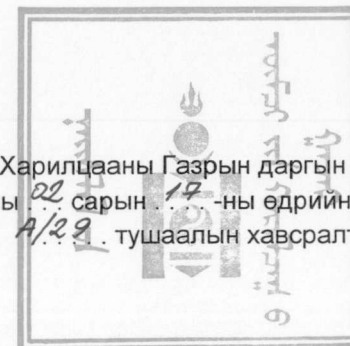 Харилцааны Газрын даргын
ы 02 сарын 17 -ны өдрийн
А/29 тушаалын хавсралт